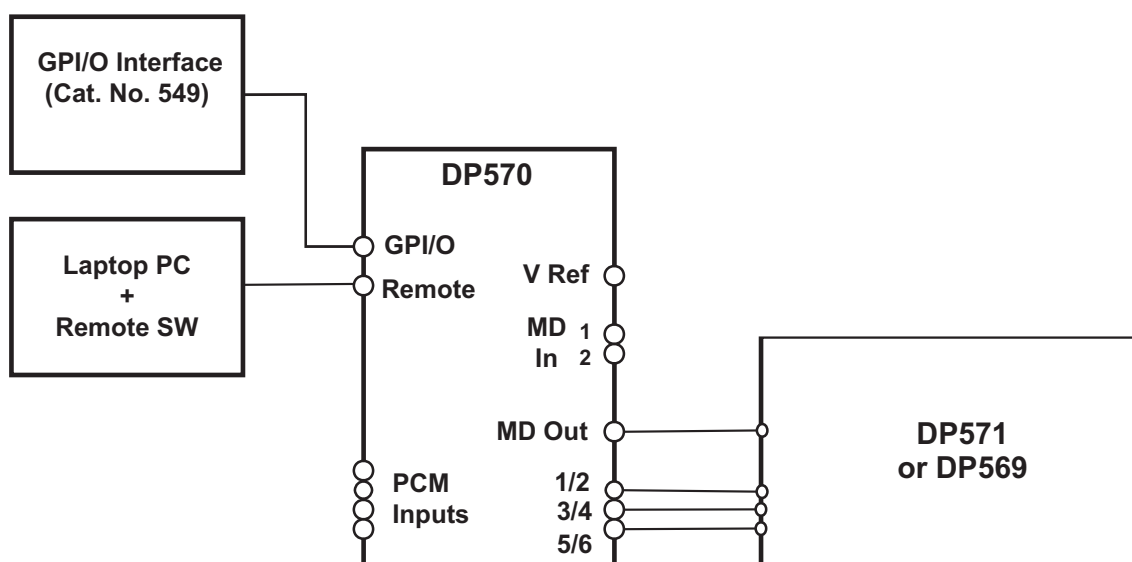 GPI/O Interface
(Cat. No. 549)
DP570
GPI/O
Laptop PC
+
Remote SW
Remote
V Ref
MD 1
In 2
MD Out
DP571
or DP569
PCM
Inputs
1/2
3/4
5/6